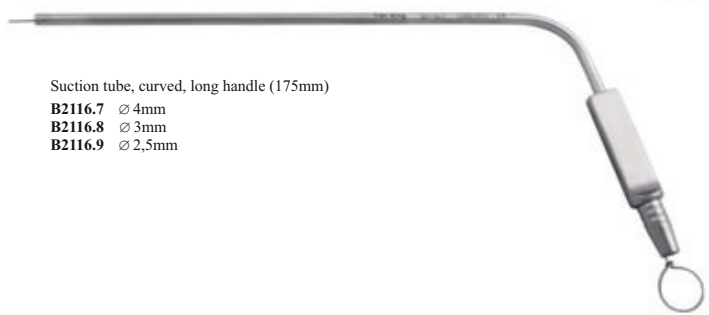 Suction tube, curved, long handle (175mm)
B2116.7 ∅ 4mm
B2116.8 ∅ 3mm
B2116.9 ∅ 2,5mm